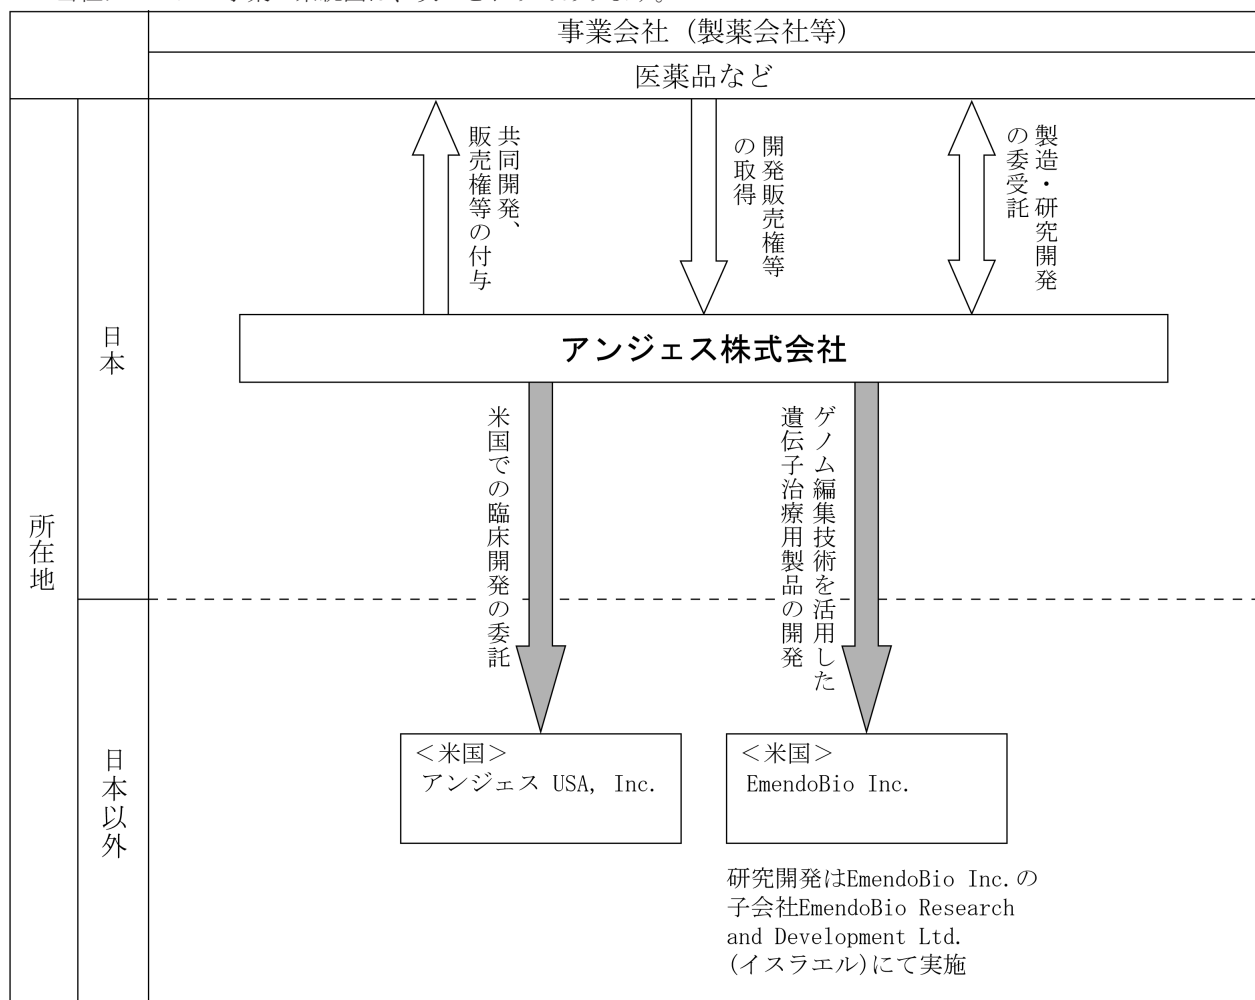 事業会社（製薬会社等）
医薬品など
共同開発、
販売権等の付与
開発販売権等
の取得
製造・研究開発
の委受託
所在地
日本
アンジェス株式会社
米国での臨床開発の委託
ゲノム編集技術を活用した
遺伝子治療用製品の開発
日本以外
＜米国＞
アンジェス USA, Inc.
＜米国＞
EmendoBio Inc.
研究開発はEmendoBio Inc.の
子会社EmendoBio Research
and Development Ltd.
(イスラエル)にて実施